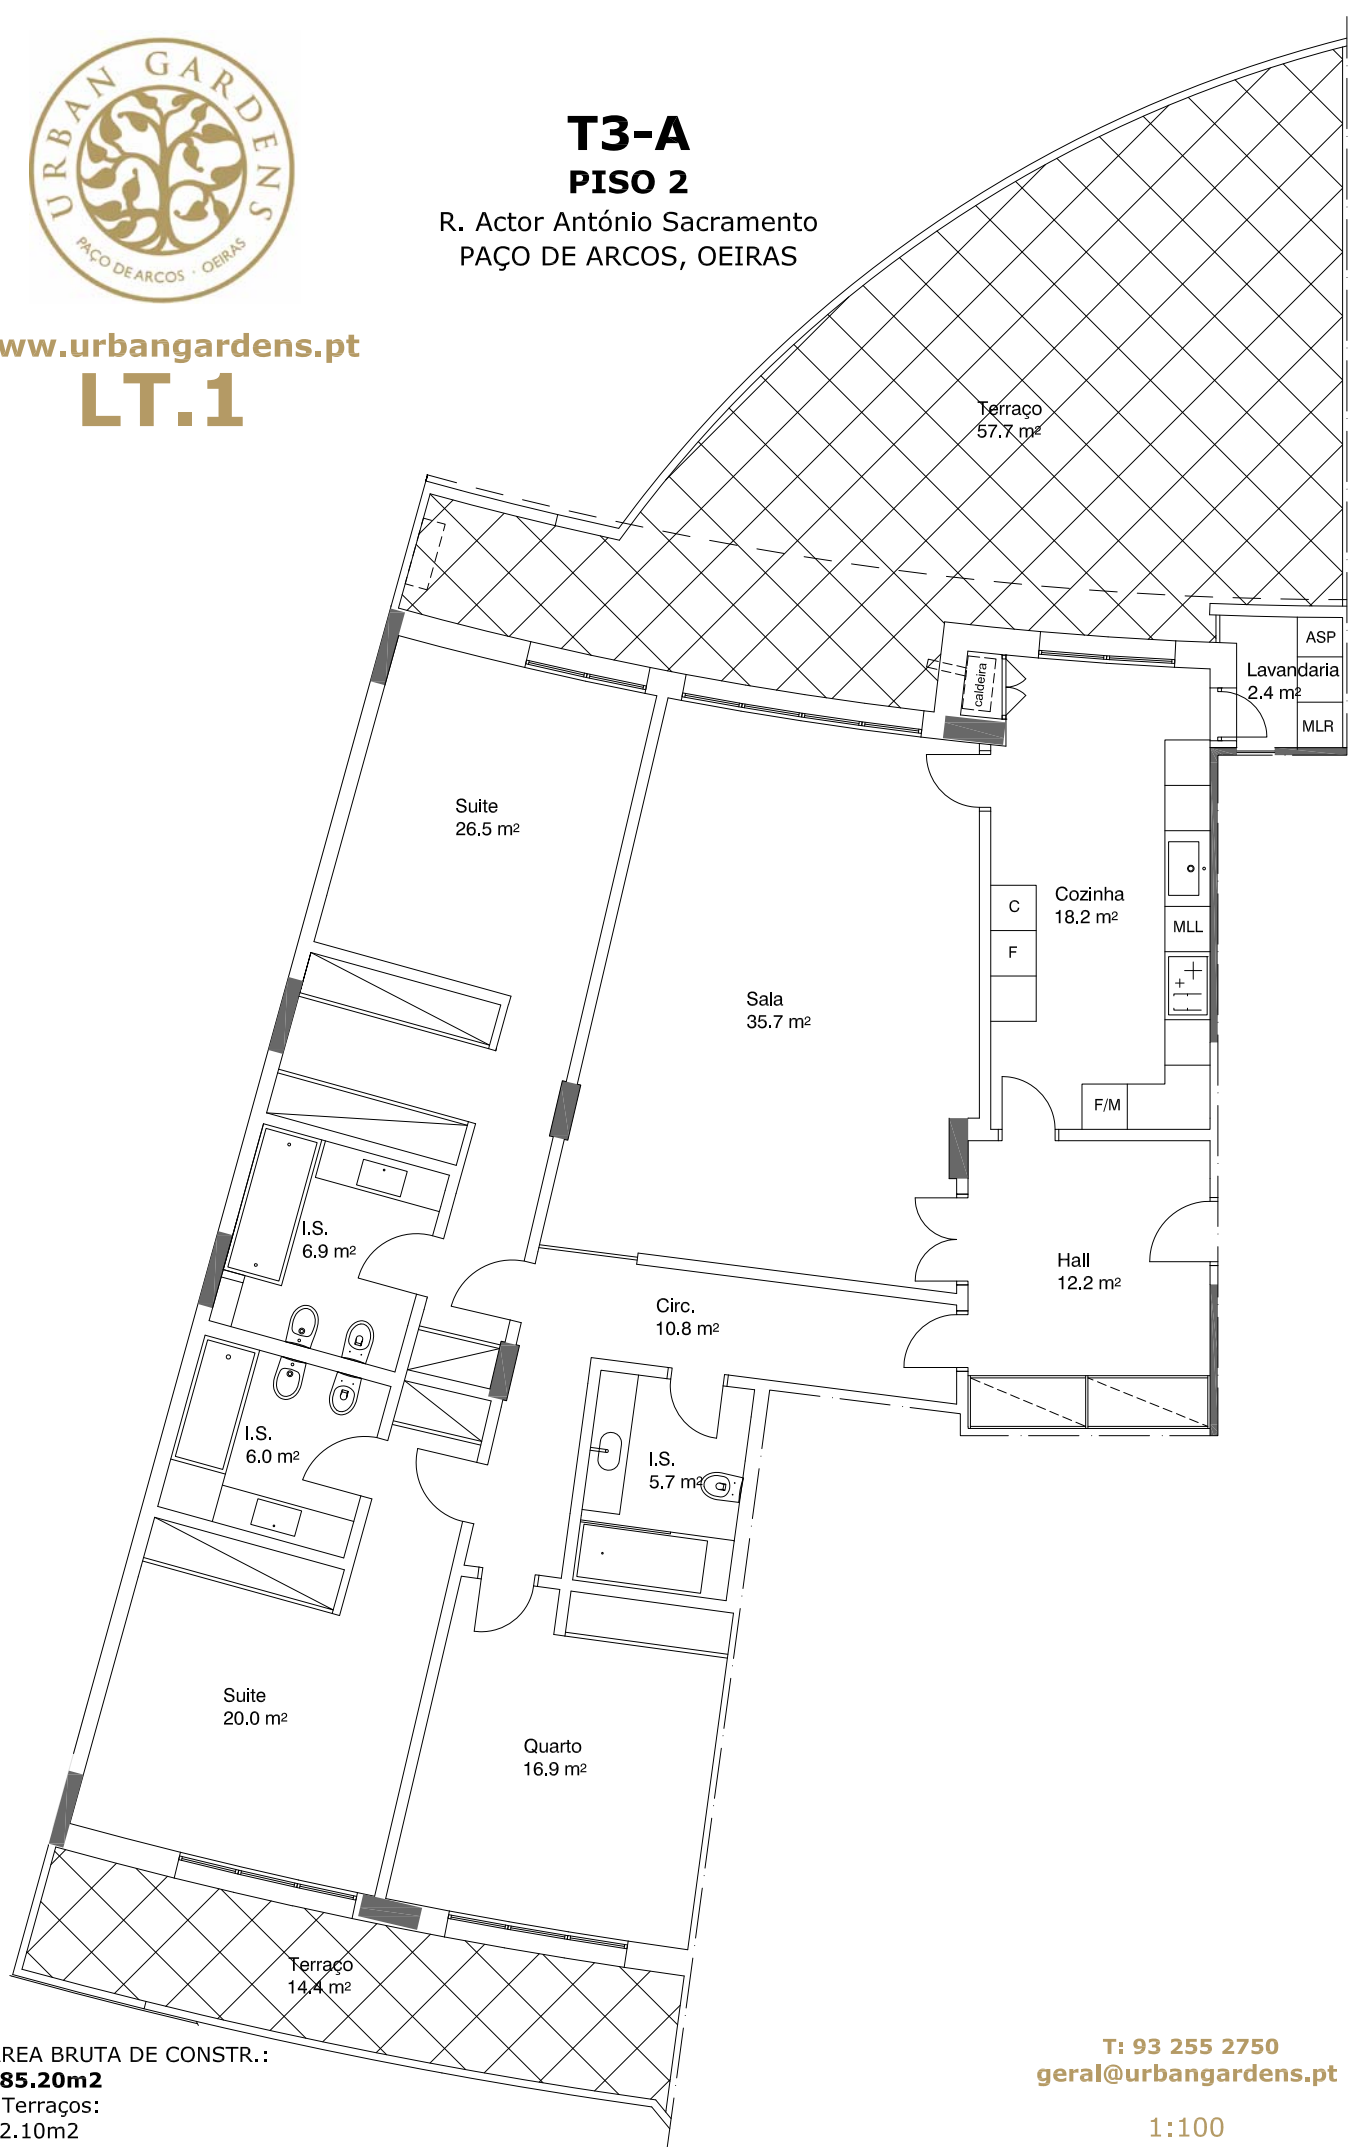 URBAN GARDENS
PAÇO DE ARCOS · OEIRAS
ww.urbangardens.pt
LT.1
T3-A
PISO 2
R. Actor António Sacramento
PAÇO DE ARCOS, OEIRAS
Terraço
57.7 m²
ASP
Lavandaria
2.4 m²
MLR
caldeira
Suite
26.5 m²
Cozinha
18.2 m²
C
F
MLL
F/M
Sala
35.7 m²
I.S.
6.9 m²
Hall
12.2 m²
Circ.
10.8 m²
I.S.
6.0 m²
I.S.
5.7 m²
Suite
20.0 m²
Quarto
16.9 m²
Terraço
14.4 m²
REA BRUTA DE CONSTR.:
85.20m2
Terraços:
2.10m2
T: 93 255 2750
geral@urbangardens.pt
1:100